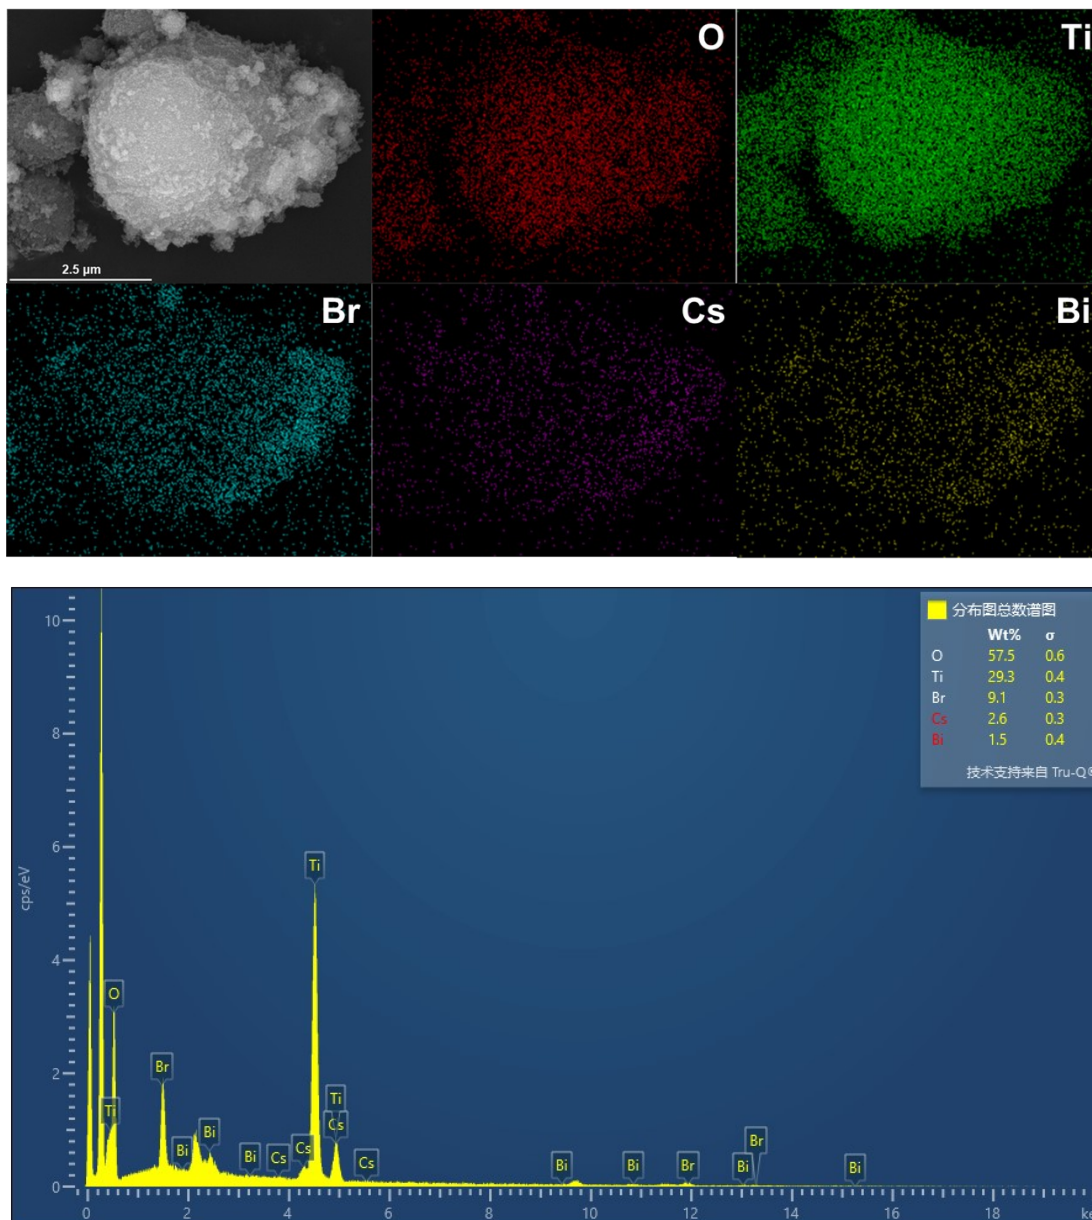 O
Ti
2.5 µm
Br
Cs
Bi
分布图总数谱图
Wt% σ
O 57.5 0.6
Ti 29.3 0.4
Br 9.1 0.3
Cs 2.6 0.3
Bi 1.5 0.4
技术支持来自 Tru-Q®
10
8
6
4
2
0
cps/eV
Ti
O
Br
Ti
Ti
Bi
Cs
Cs
Br
Bi
Bi
Cs
Cs
Bi
Bi
Br
Bi
Bi
0 2 4 6 8 10 12 14 16 18 ke